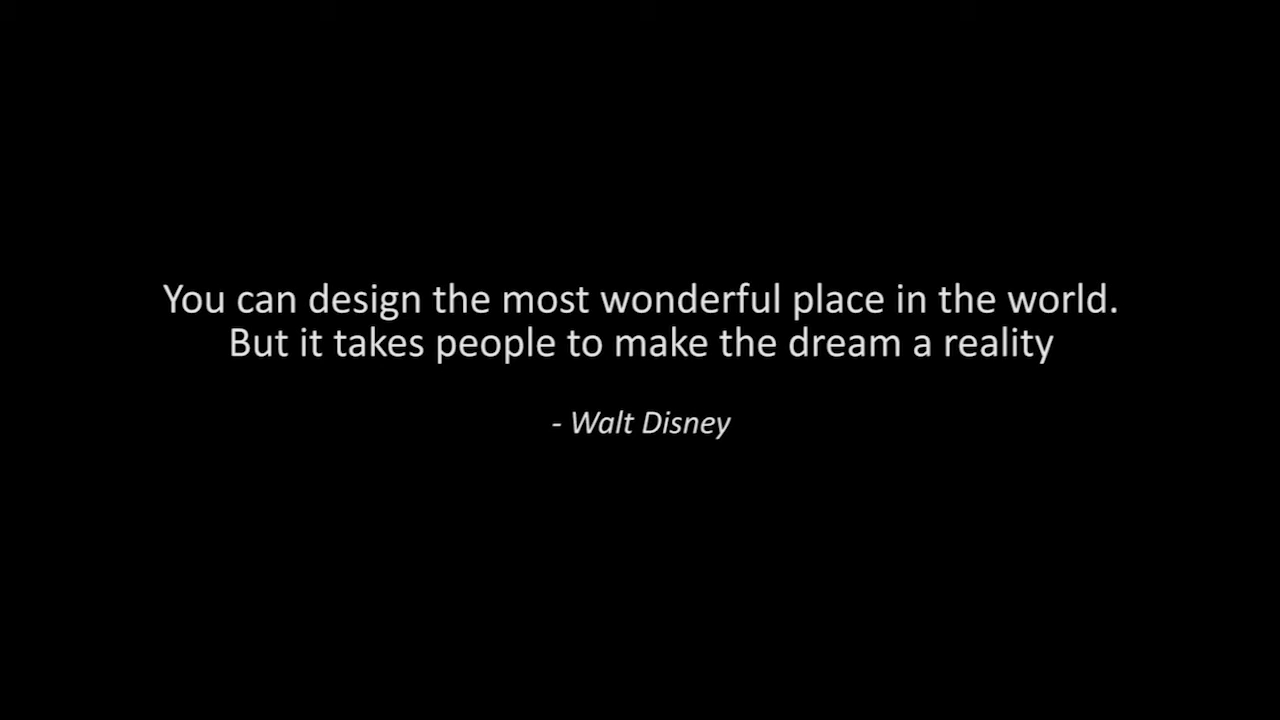 You can design the most wonderful place in the world.
But it takes people to make the dream a reality
- Walt Disney